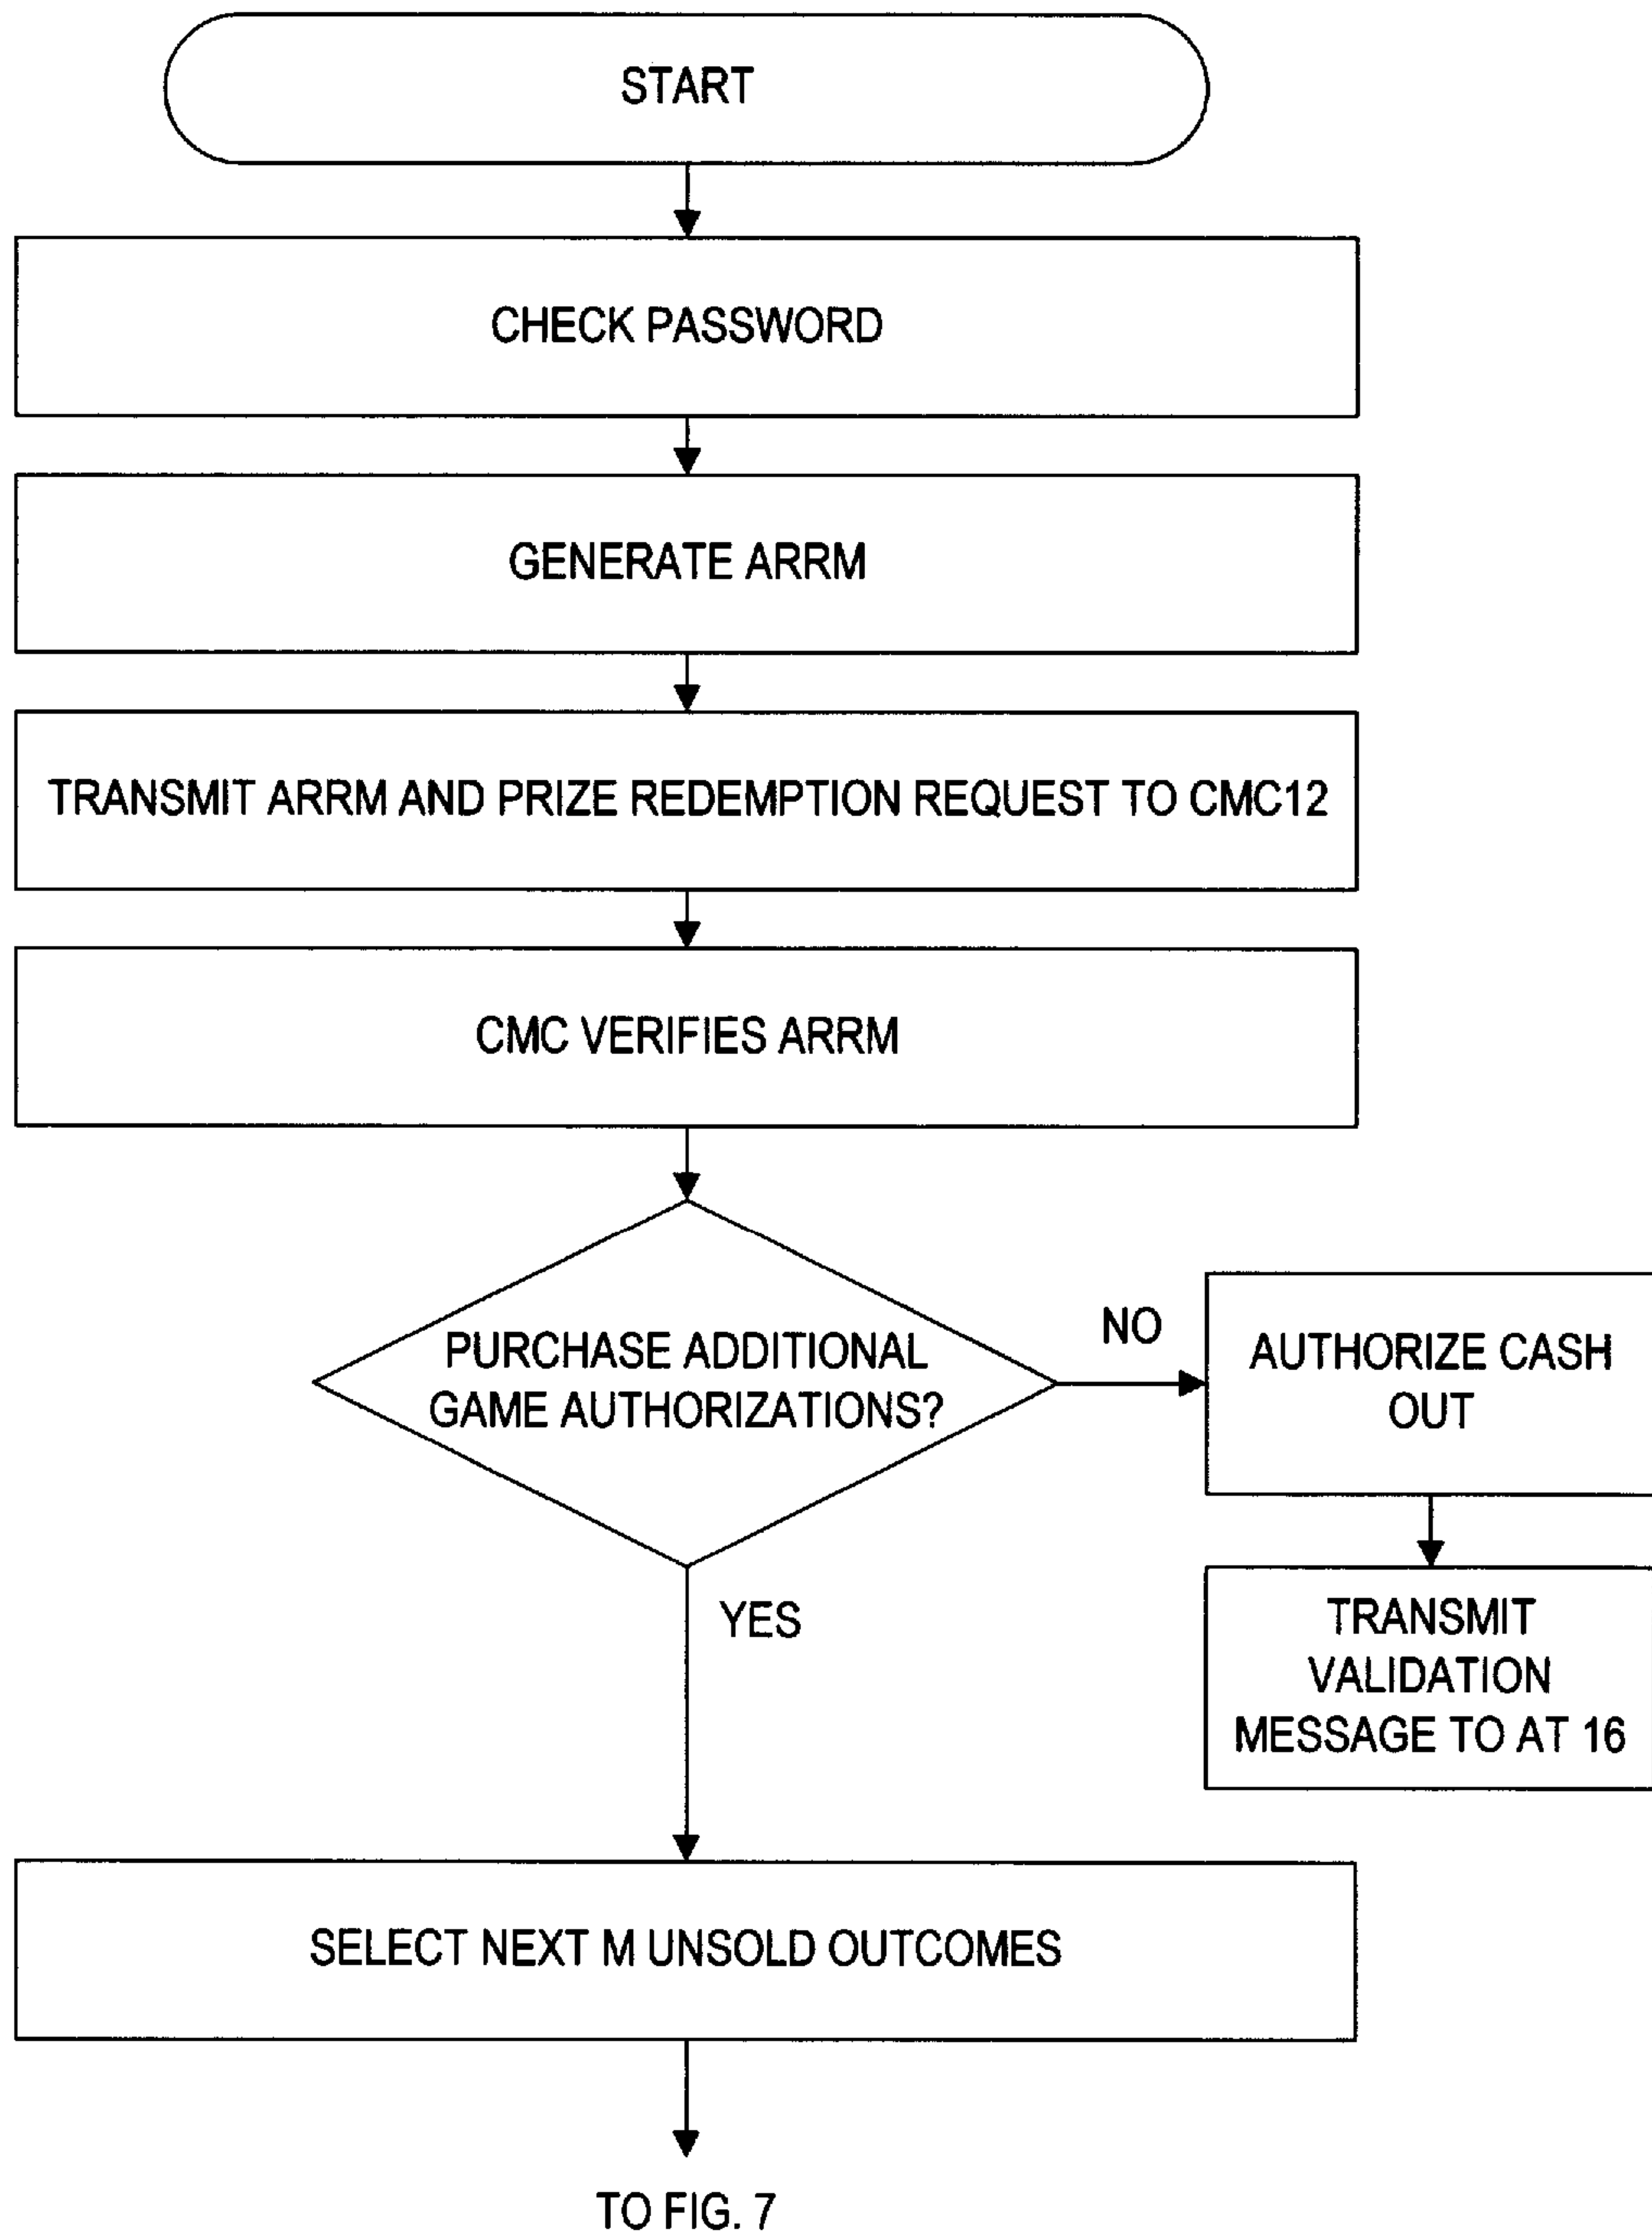 START
CHECK PASSWORD
GENERATE ARRM
TRANSMIT ARRM AND PRIZE REDEMPTION REQUEST TO CMC12
CMC VERIFIES ARRM
PURCHASE ADDITIONAL
GAME AUTHORIZATIONS?
NO
AUTHORIZE CASH
OUT
YES
TRANSMIT
VALIDATION
MESSAGE TO AT 16
SELECT NEXT M UNSOLD OUTCOMES
TO FIG. 7